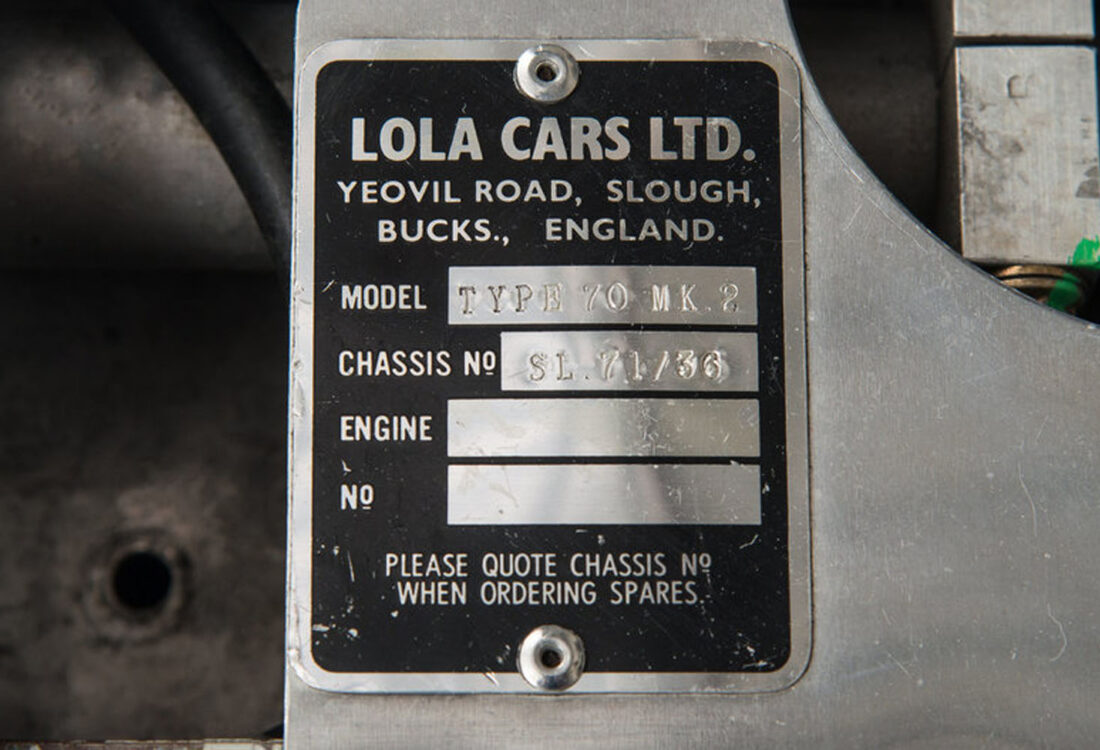 LOLA CARS LTD.
YEOVIL ROAD, SLOUGH,
BUCKS., ENGLAND.
MODEL TYPE 70 MK.2
CHASSIS Nº SL.71/36
ENGINE
Nº
PLEASE QUOTE CHASSIS Nº
WHEN ORDERING SPARES.